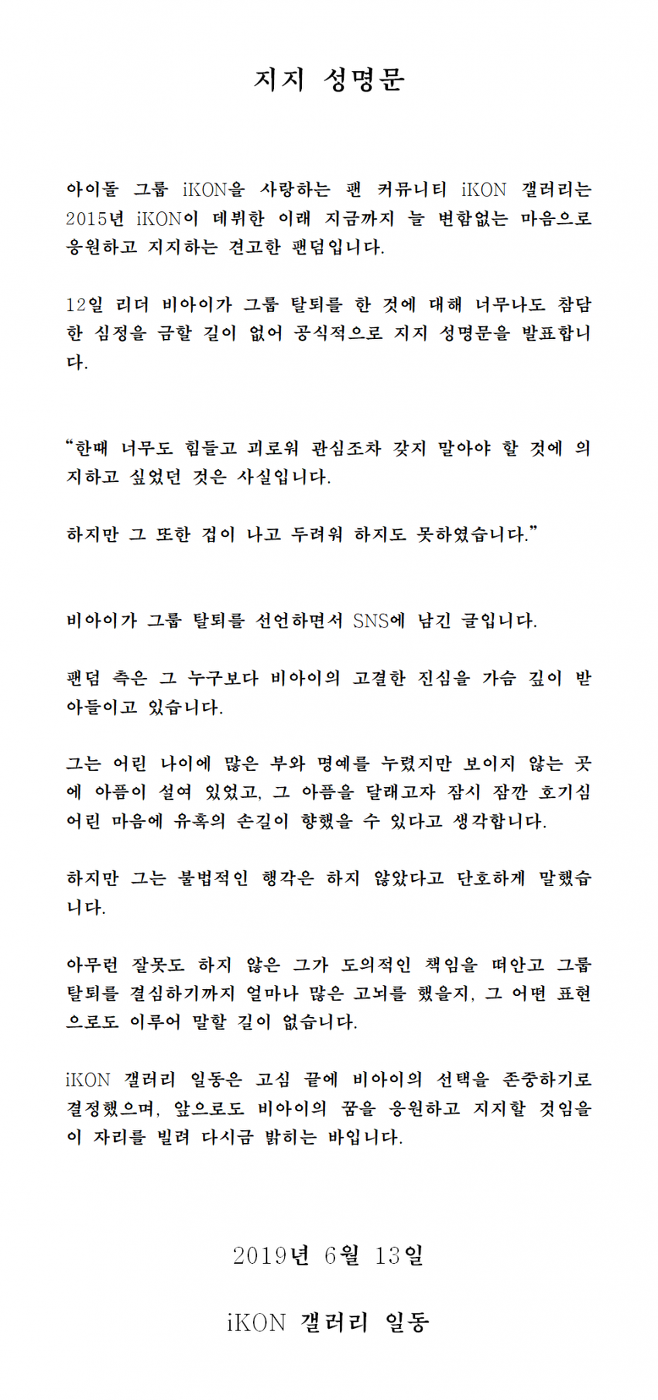 지지 성명문
아이돌 그룹 iKON을 사랑하는 팬 커뮤니티 iKON 갤러리는
2015년 iKON이 데뷔한 이래 지금까지 늘 변함없는 마음으로
응원하고 지지하는 견고한 팬덤입니다.
12일 리더 비아이가 그룹 탈퇴를 한 것에 대해 너무나도 참담
한 심정을 금할 길이 없어 공식적으로 지지 성명문을 발표합니
다.
“한때 너무도 힘들고 괴로워 관심조차 갖지 말아야 할 것에 의
지하고 싶었던 것은 사실입니다.
하지만 그 또한 겁이 나고 두려워 하지도 못하였습니다.”
비아이가 그룹 탈퇴를 선언하면서 SNS에 남긴 글입니다.
팬덤 측은 그 누구보다 비아이의 고결한 진심을 가슴 깊이 받
아들이고 있습니다.
그는 어린 나이에 많은 부와 명예를 누렸지만 보이지 않는 곳
에 아픔이 설여 있었고, 그 아픔을 달래고자 잠시 잠깐 호기심
어린 마음에 유혹의 손길이 향했을 수 있다고 생각합니다.
하지만 그는 불법적인 행각은 하지 않았다고 단호하게 말했습
니다.
아무런 잘못도 하지 않은 그가 도의적인 책임을 떠안고 그룹
탈퇴를 결심하기까지 얼마나 많은 고뇌를 했을지, 그 어떤 표현
으로도 이루어 말할 길이 없습니다.
iKON 갤러리 일동은 고심 끝에 비아이의 선택을 존중하기로
결정했으며, 앞으로도 비아이의 꿈을 응원하고 지지할 것임을
이 자리를 빌려 다시금 밝히는 바입니다.
2019년 6월 13일
iKON 갤러리 일동